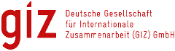 giz
Deutsche Gesellschaft
für Internationale
Zusammenarbeit (GIZ) GmbH